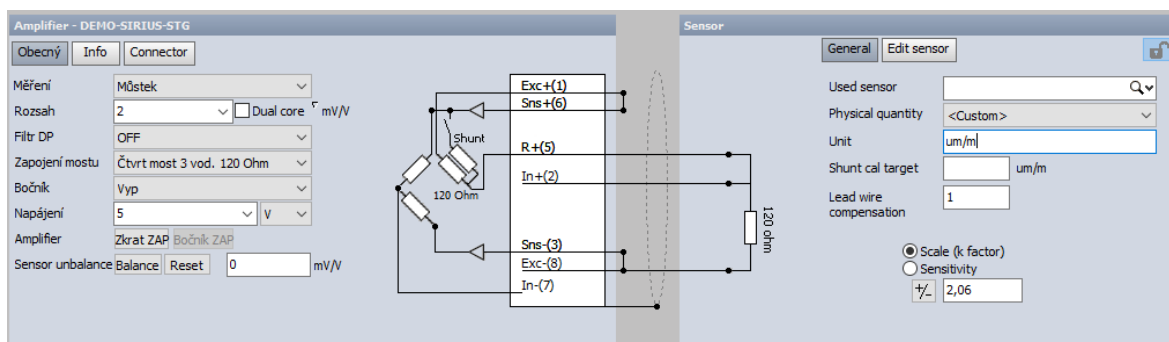 Amplifier - DEMO-SIRIUS-STG
Obecný Info Connector
Měření Můstek
Rozsah 2 Dual core mV/V
Filtr DP OFF
Zapojení mostu Čtvrt most 3 vod. 120 Ohm
Bočník Vyp
Napájení 5 V
Amplifier Zkrat ZAP Bočník ZAP
Sensor unbalance Balance Reset 0 mV/V
Exc+(1)
Sns+(6)
Shunt
R+(5)
In+(2)
120 Ohm
Sns-(3)
Exc-(8)
In-(7)
120 ohm
Sensor
General Edit sensor
Used sensor
Physical quantity <Custom>
Unit um/m
Shunt cal target um/m
Lead wire
compensation 1
Scale (k factor)
Sensitivity
+/- 2,06